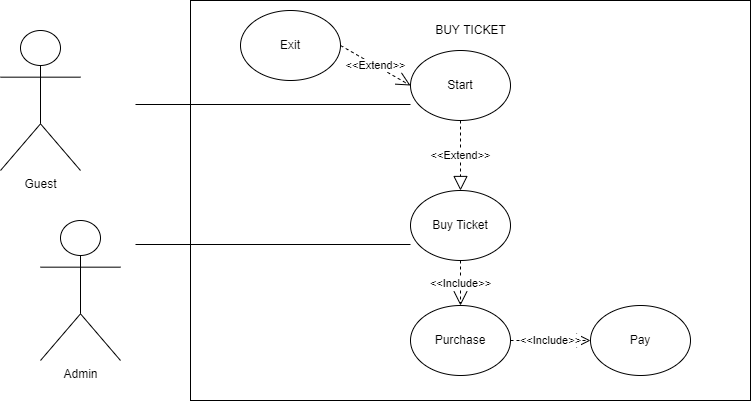 BUY TICKET
Exit
<<Extend>>
Start
<<Extend>>
Guest
Buy Ticket
<<Include>>
Purchase
<<Include>>
Pay
Admin